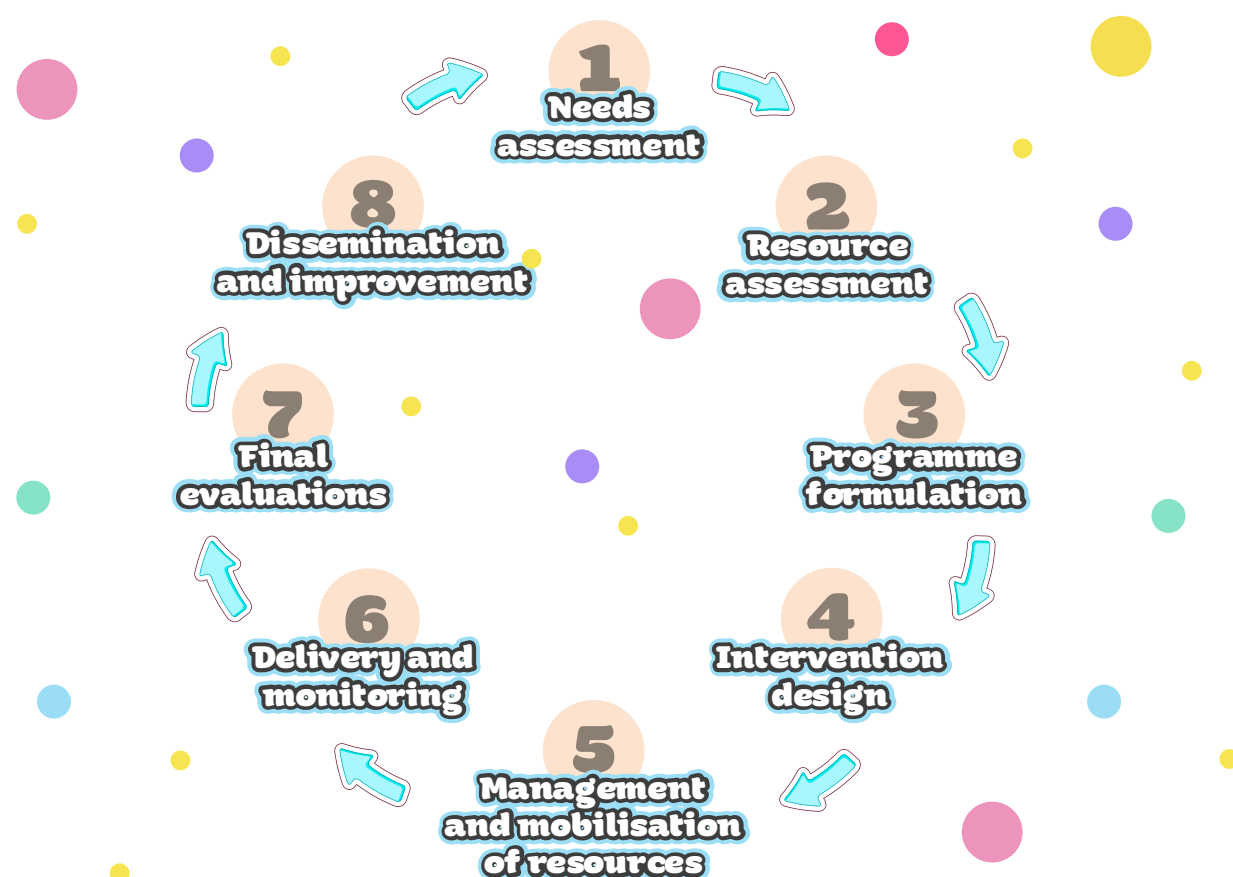 1
Needs
assessment
2
Resource
assessment
3
Programme
formulation
4
Intervention
design
5
Management
and mobilisation
of resources
6
Delivery and
monitoring
7
Final
evaluations
8
Dissemination
and improvement